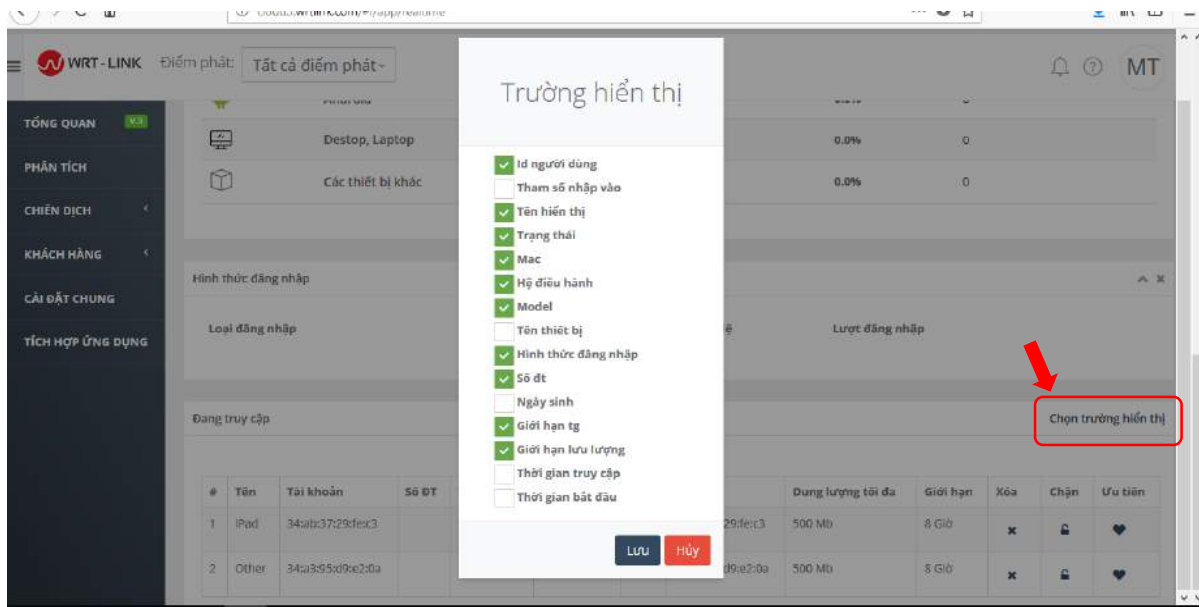 WRT-LINK Điểm phát: Tất cả điểm phát MT
Trường hiển thị
TỔNG QUAN V.3
PHÂN TÍCH
CHIẾN DỊCH
KHÁCH HÀNG
CÀI ĐẶT CHUNG
TÍCH HỢP ỨNG DỤNG
Destop, Laptop 0.0% 0
Các thiết bị khác 0.0% 0
Hình thức đăng nhập
Loại đăng nhập Lượt đăng nhập
Id người dùng
Tham số nhập vào
Tên hiển thị
Trạng thái
Mac
Hệ điều hành
Model
Tên thiết bị
Hình thức đăng nhập
Số đt
Ngày sinh
Giới hạn tg
Giới hạn lưu lượng
Thời gian truy cập
Thời gian bắt đầu
Lưu Hủy
Đang truy cập Chọn trường hiển thị
# Tên Tài khoản Số ĐT Dung lượng tối đa Giới hạn Xóa Chặn Ưu tiên
1 iPad 34:ab:37:29:fe:c3 29:fe:c3 500 Mb 8 Giờ
2 Other 34:a3:95:d9:e2:0a d9:e2:0a 500 Mb 8 Giờ